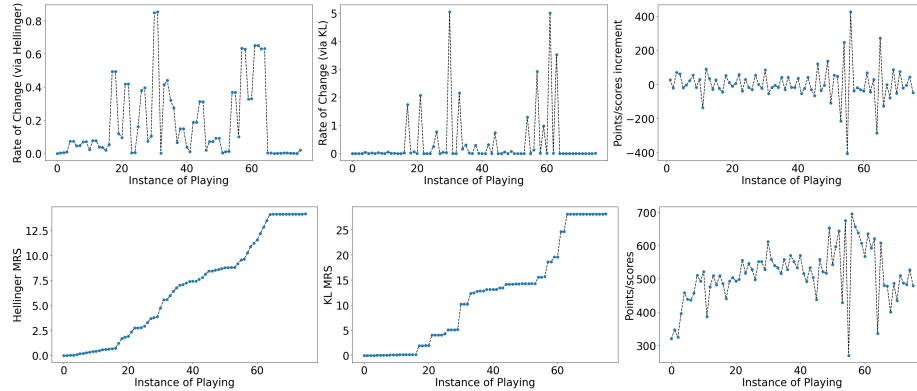 Rate of Change (via Hellinger)
0.8
0.6
0.4
0.2
0.0
0 20 40 60
Instance of Playing
Rate of Change (via KL)
5
4
3
2
1
0
0 20 40 60
Instance of Playing
Points/scores increment
400
200
0
−200
−400
0 20 40 60
Instance of Playing
Hellinger MRS
12.5
10.0
7.5
5.0
2.5
0.0
0 20 40 60
Instance of Playing
KL MRS
25
20
15
10
5
0
0 20 40 60
Instance of Playing
Points/scores
700
600
500
400
300
0 20 40 60
Instance of Playing